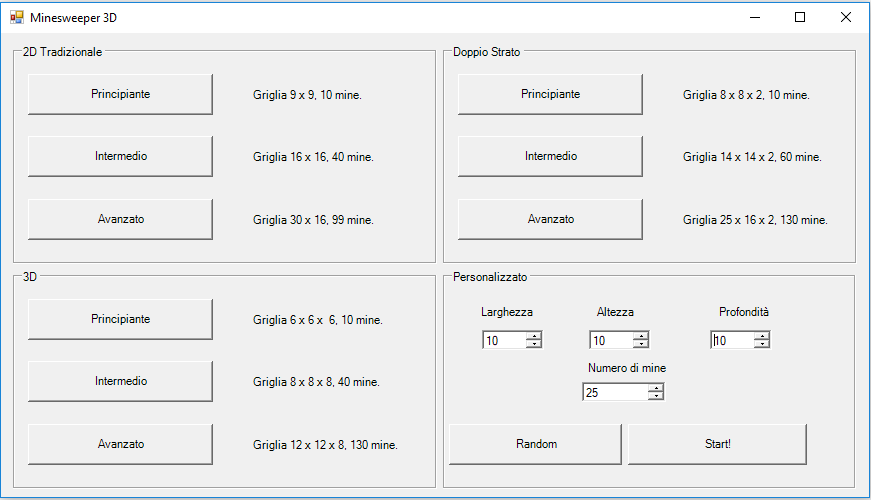 Minesweeper 3D
2D Tradizionale
Principiante
Griglia 9 x 9, 10 mine.
Intermedio
Griglia 16 x 16, 40 mine.
Avanzato
Griglia 30 x 16, 99 mine.
Doppio Strato
Principiante
Griglia 8 x 8 x 2, 10 mine.
Intermedio
Griglia 14 x 14 x 2, 60 mine.
Avanzato
Griglia 25 x 16 x 2, 130 mine.
3D
Principiante
Griglia 6 x 6 x  6, 10 mine.
Intermedio
Griglia 8 x 8 x 8, 40 mine.
Avanzato
Griglia 12 x 12 x 8, 130 mine.
Personalizzato
Larghezza Altezza Profondità
10 10 10
Numero di mine
25
Random Start!